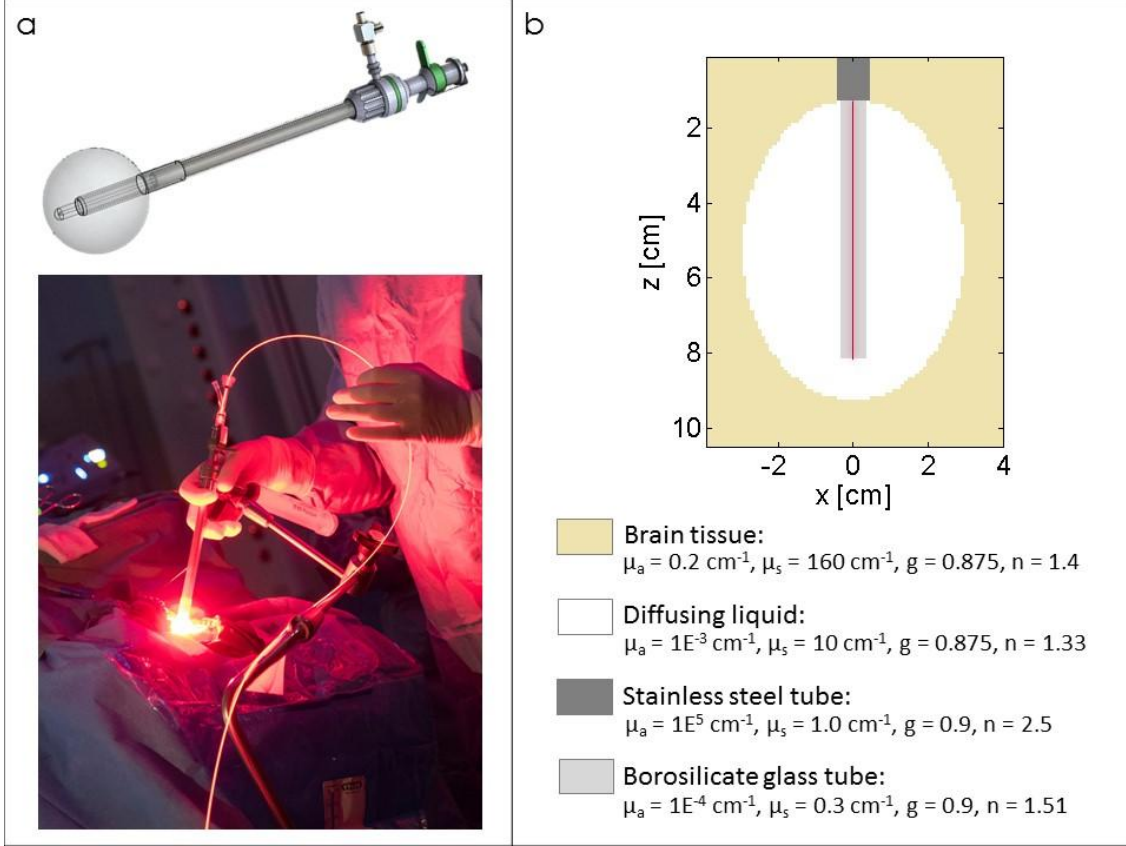 a
b
2
4
6
8
10
z [cm]
-2 0 2 4
x [cm]
Brain tissue:
μa = 0.2 cm-1, μs = 160 cm-1, g = 0.875, n = 1.4
Diffusing liquid:
μa = 1E-3 cm-1, μs = 10 cm-1, g = 0.875, n = 1.33
Stainless steel tube:
μa = 1E5 cm-1, μs = 1.0 cm-1, g = 0.9, n = 2.5
Borosilicate glass tube:
μa = 1E-4 cm-1, μs = 0.3 cm-1, g = 0.9, n = 1.51